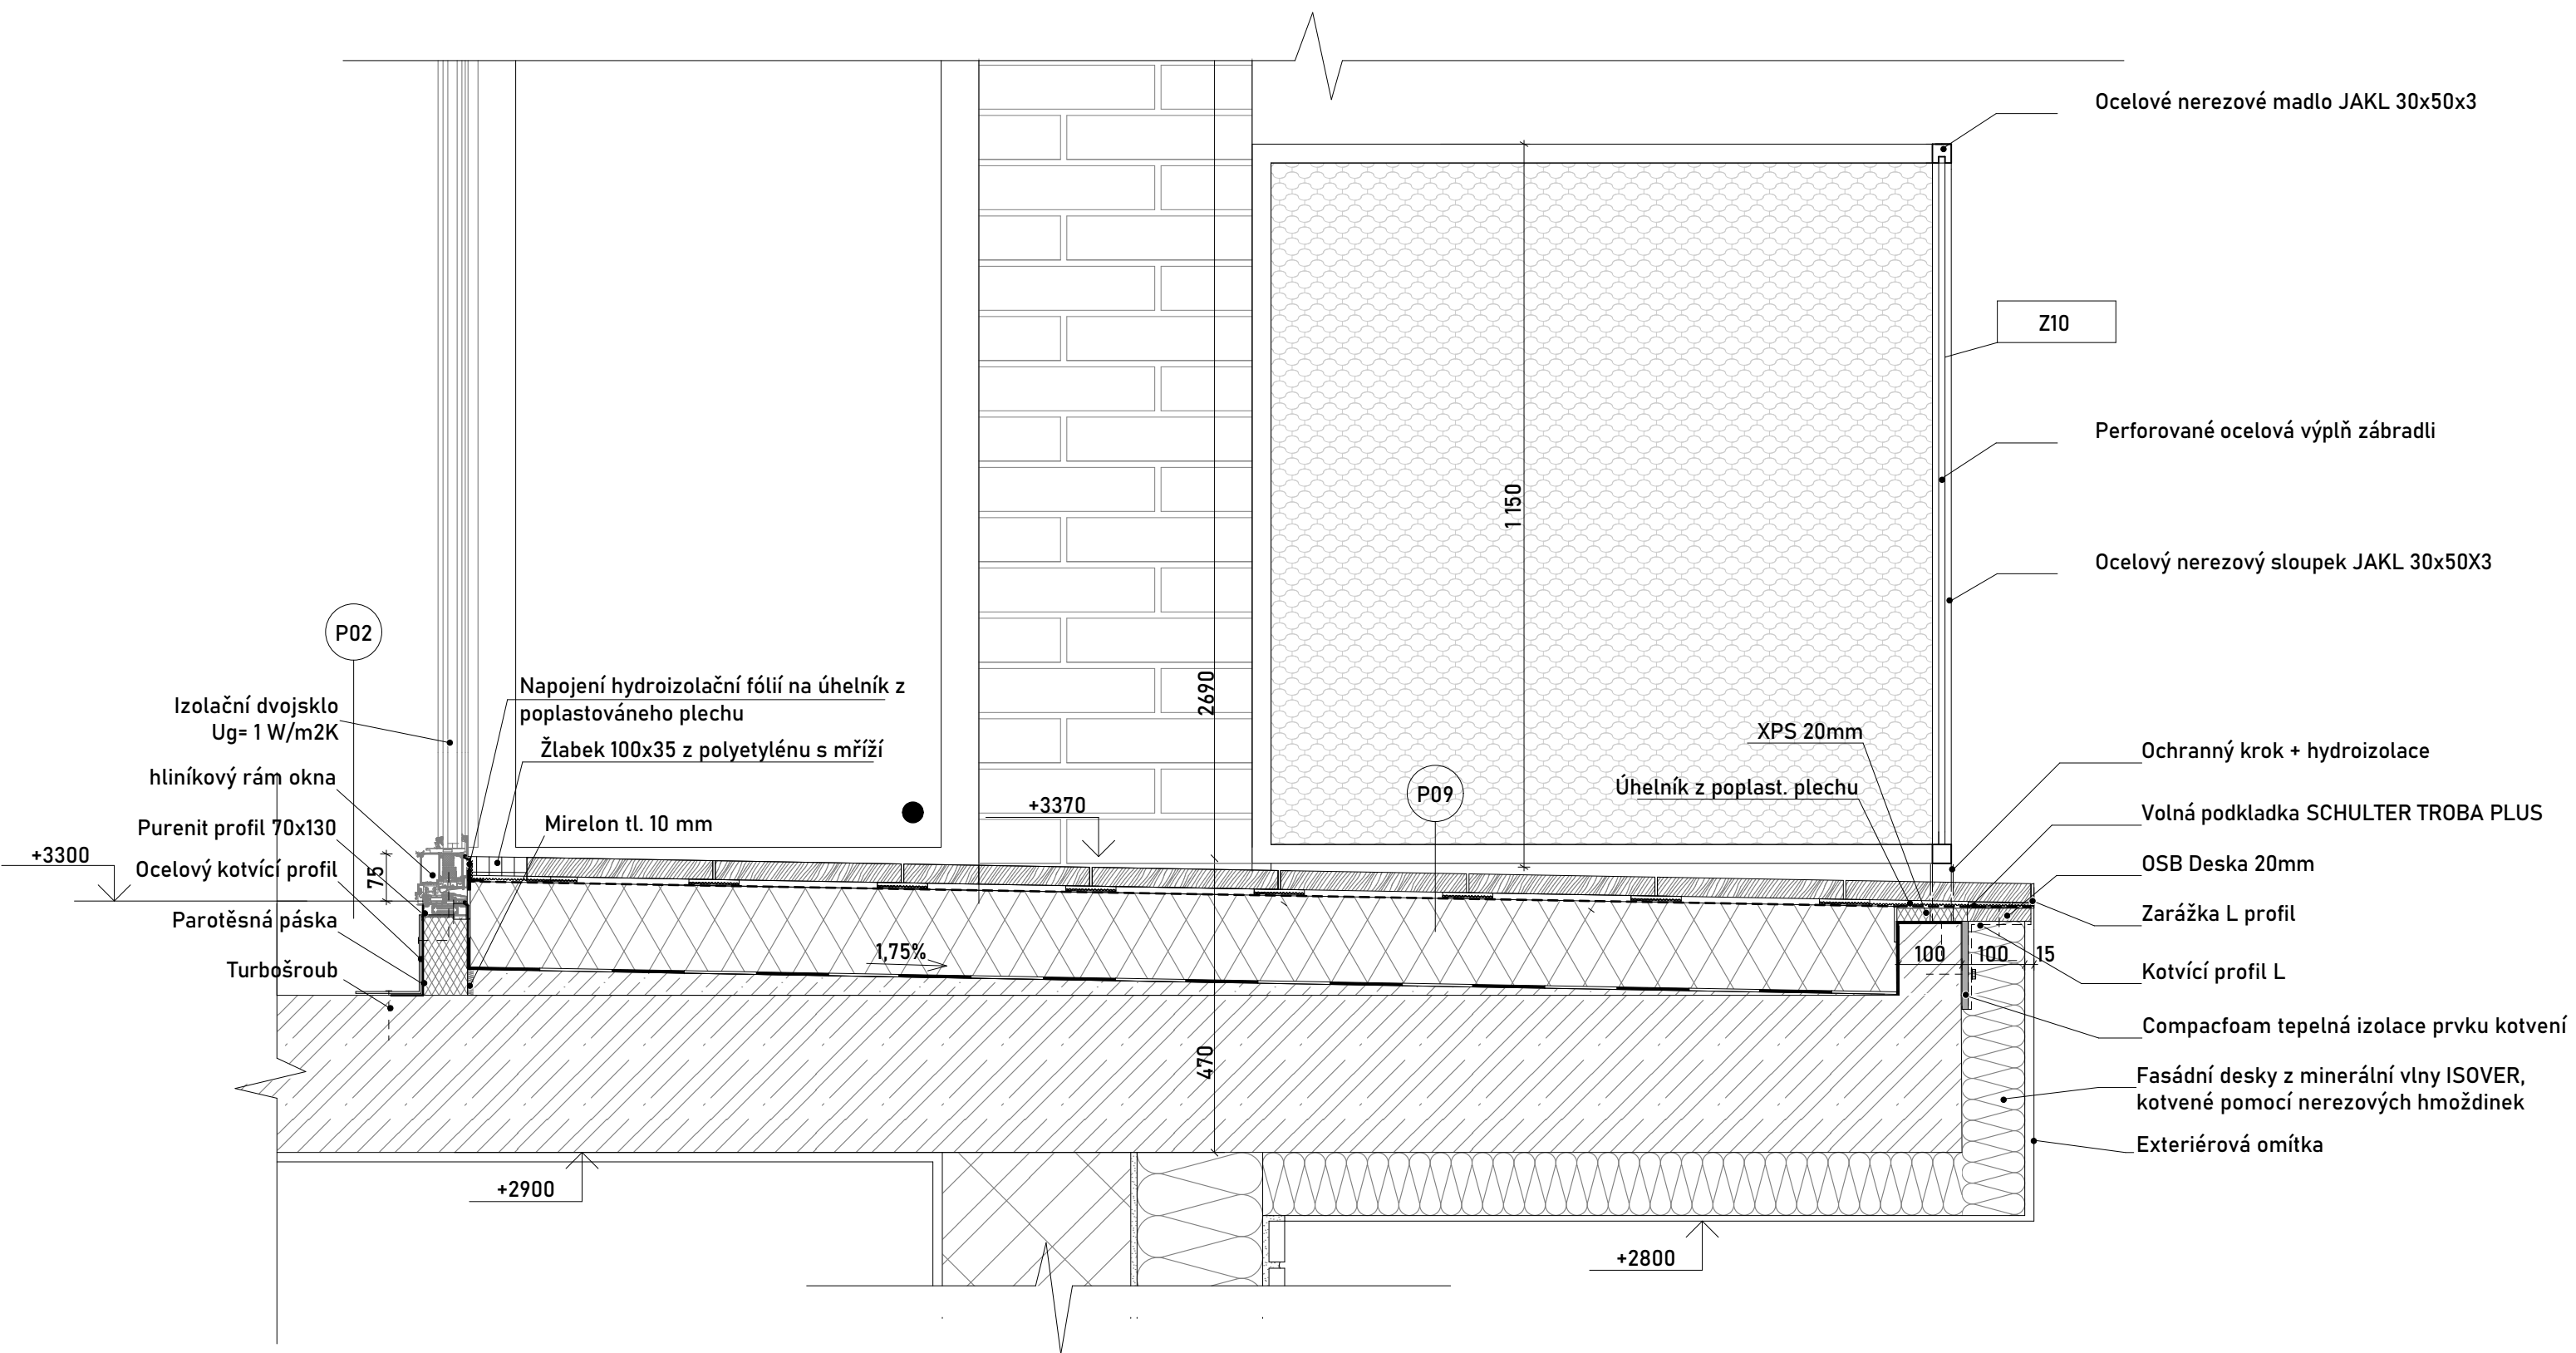 Ocelové nerezové madlo JAKL 30x50x3
Z10
Perforované ocelová výplň zábradli
1 150
Ocelový nerezový sloupek JAKL 30x50X3
P02
Izolační dvojsklo
Ug= 1 W/m2K
hliníkový rám okna
Purenit profil 70x130
+3300
Ocelový kotvící profil
75
Parotěsná páska
Turbošroub
Napojení hydroizolační fólií na úhelník z
poplastováneho plechu
Žlabek 100x35 z polyetylénu s mříží
Mirelon tl. 10 mm
2690
+3370
P09
XPS 20mm
Úhelník z poplast. plechu
Ochranný krok + hydroizolace
Volná podkladka SCHULTER TROBA PLUS
OSB Deska 20mm
Zarážka L profil
1,75%
100
100
15
Kotvící profil L
Compacfoam tepelná izolace prvku kotvení
470
Fasádní desky z minerální vlny ISOVER,
kotvené pomocí nerezových hmoždinek
Exteriérová omítka
+2900
+2800